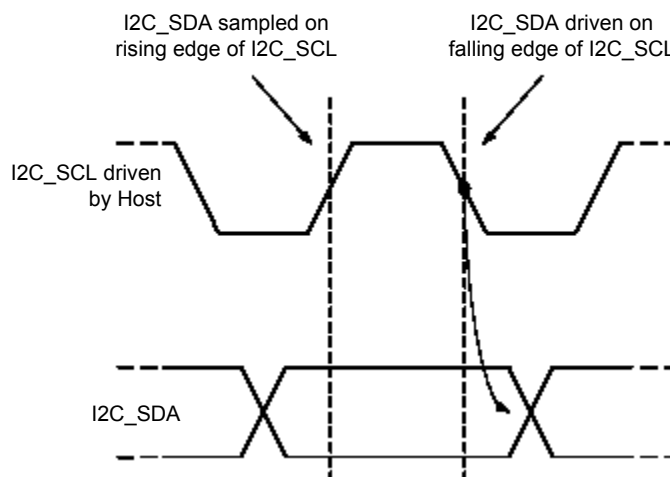 I2C_SDA sampled on
rising edge of I2C_SCL
I2C_SDA driven on
falling edge of I2C_SCL
I2C_SCL driven
by Host
I2C_SDA